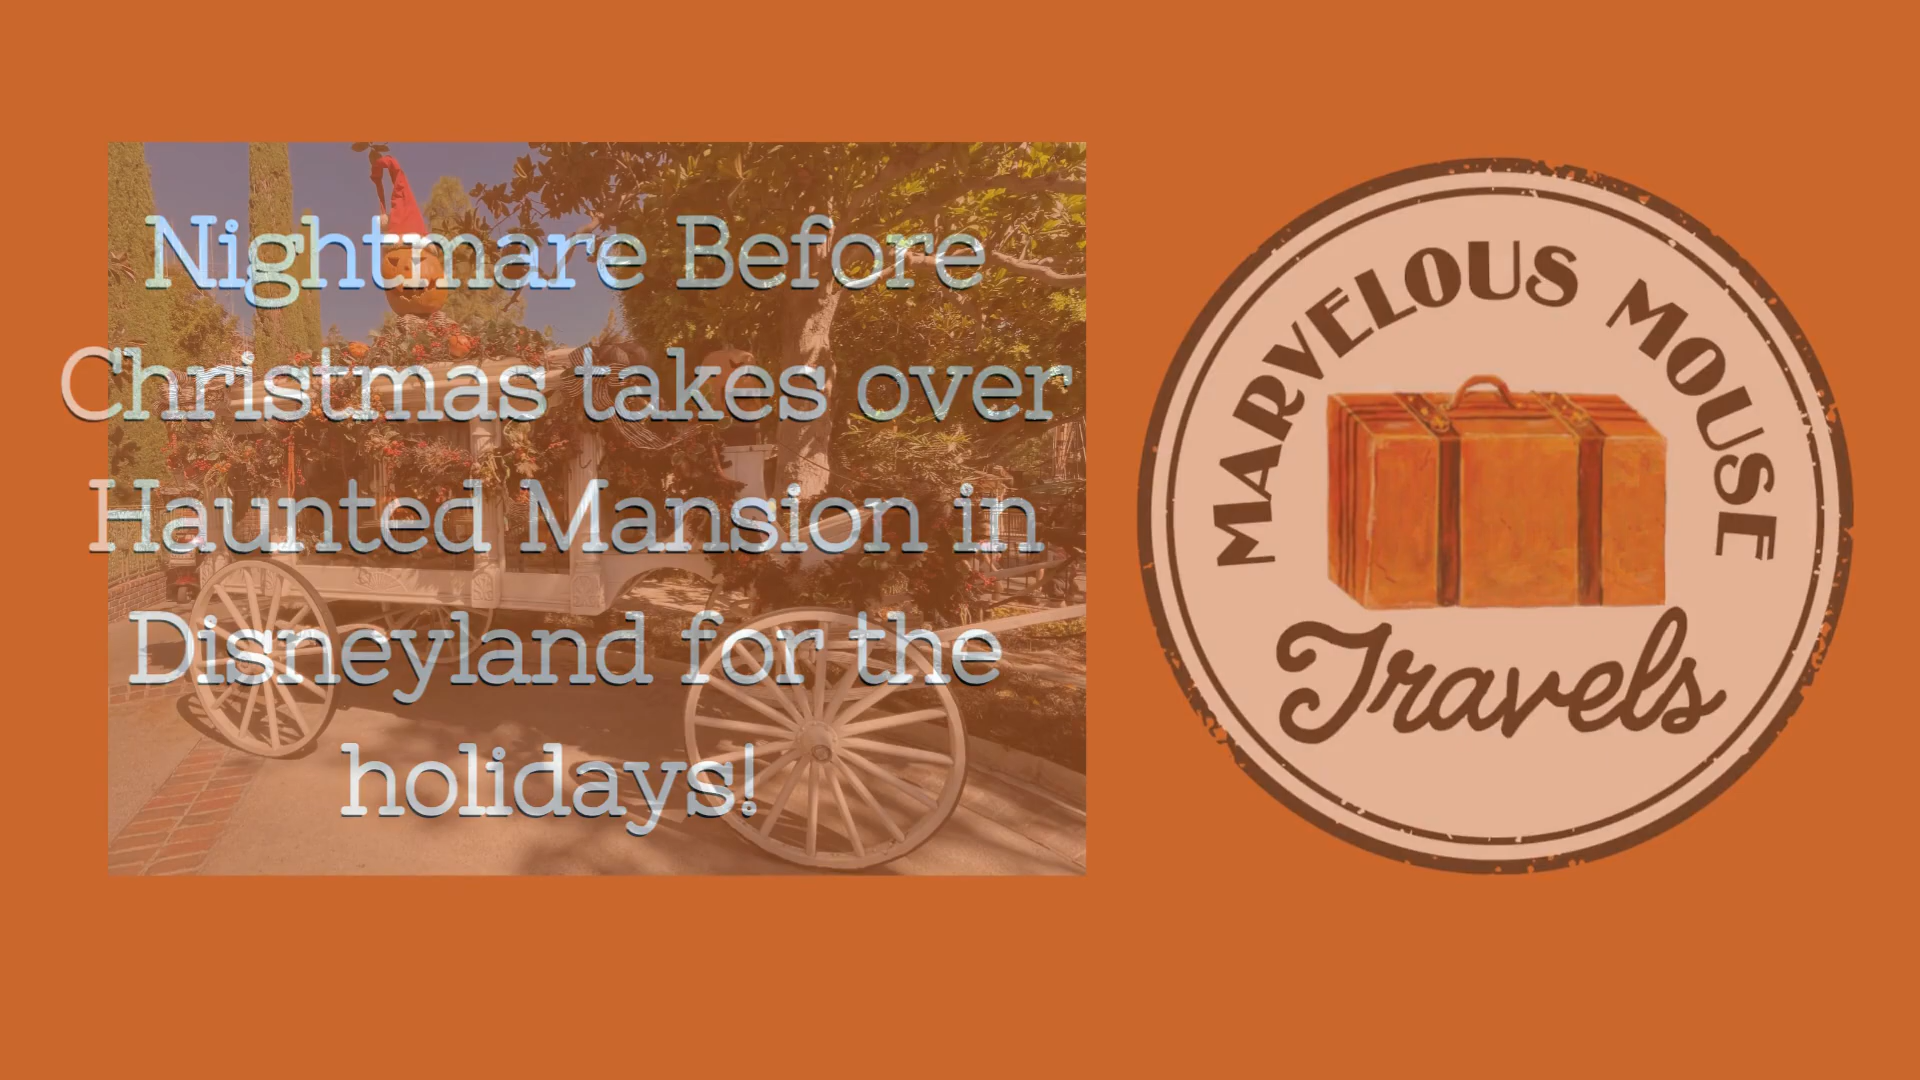 Nightmare Before
Christmas takes over
Haunted Mansion in
Disneyland for the
holidays!
MARVELOUS MOUSE
Travels